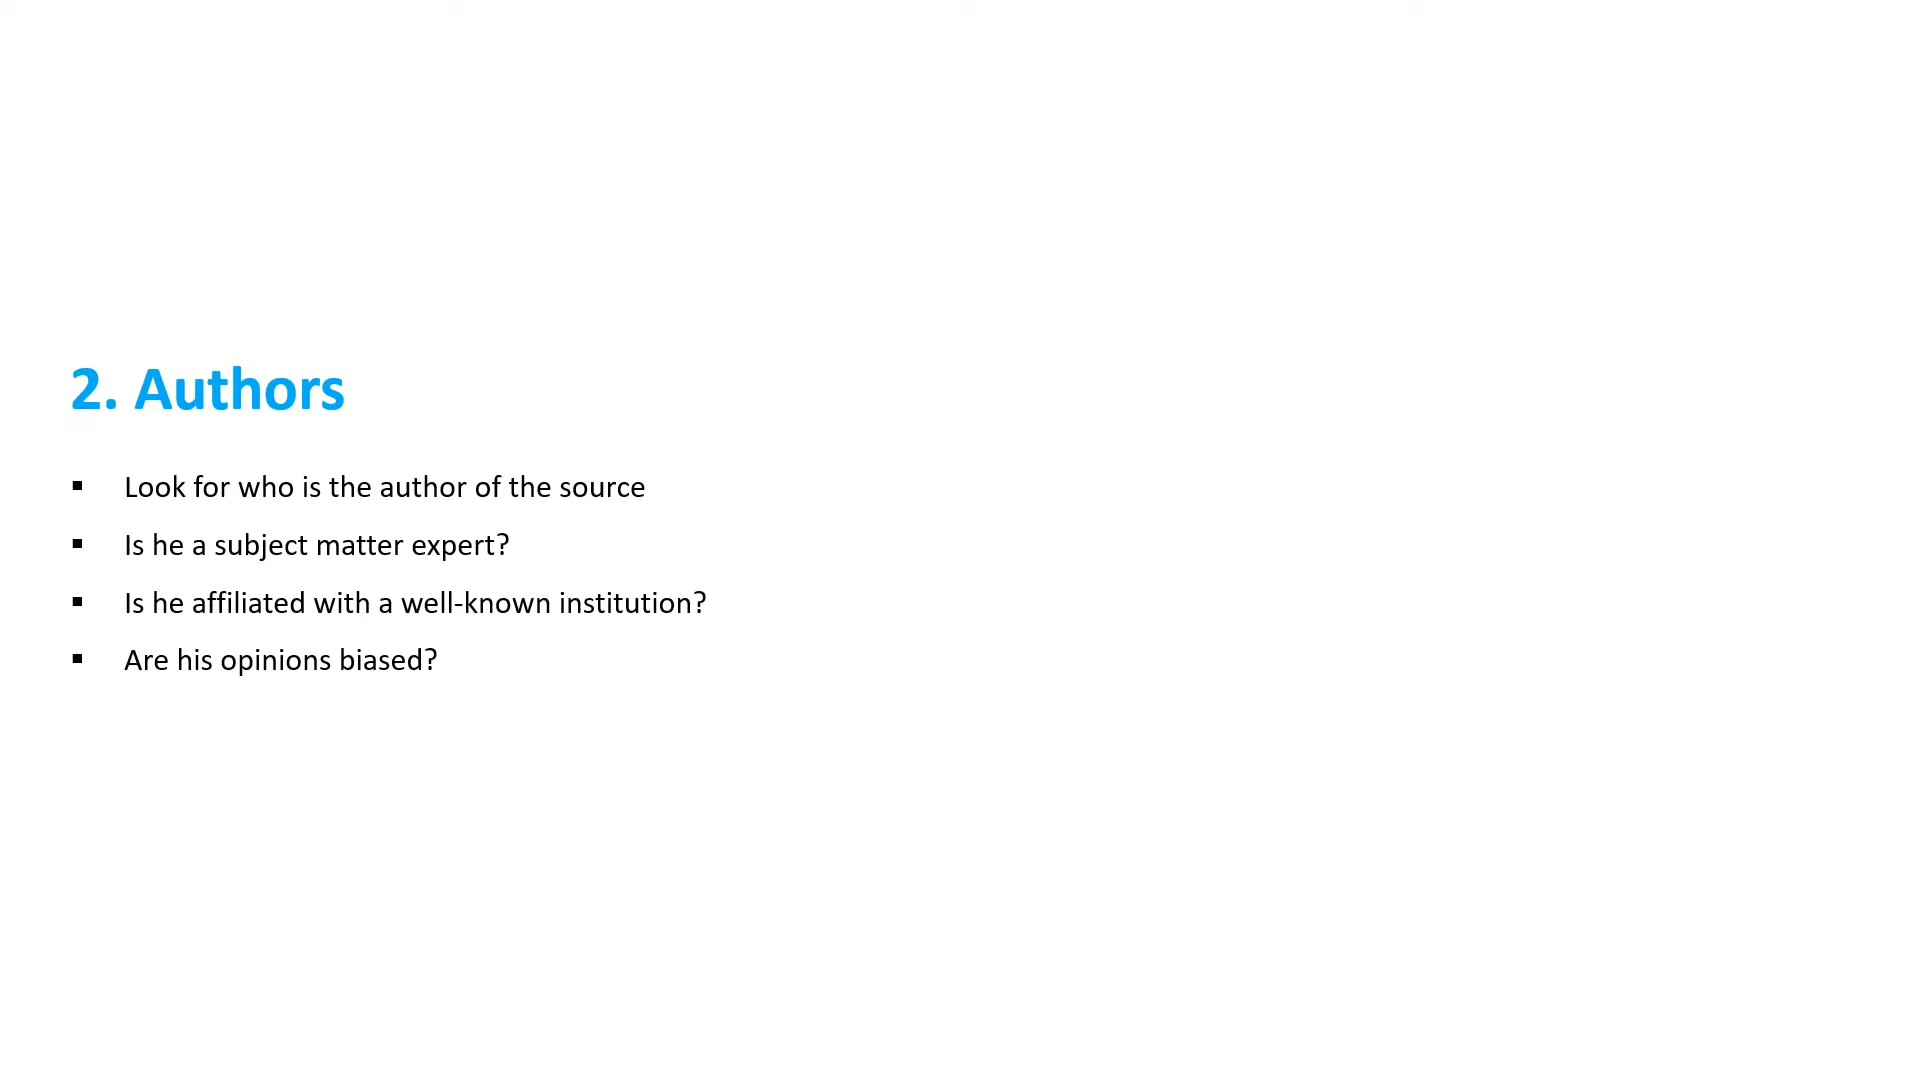 2. Authors
▪ Look for who is the author of the source
▪ Is he a subject matter expert?
▪ Is he affiliated with a well-known institution?
▪ Are his opinions biased?